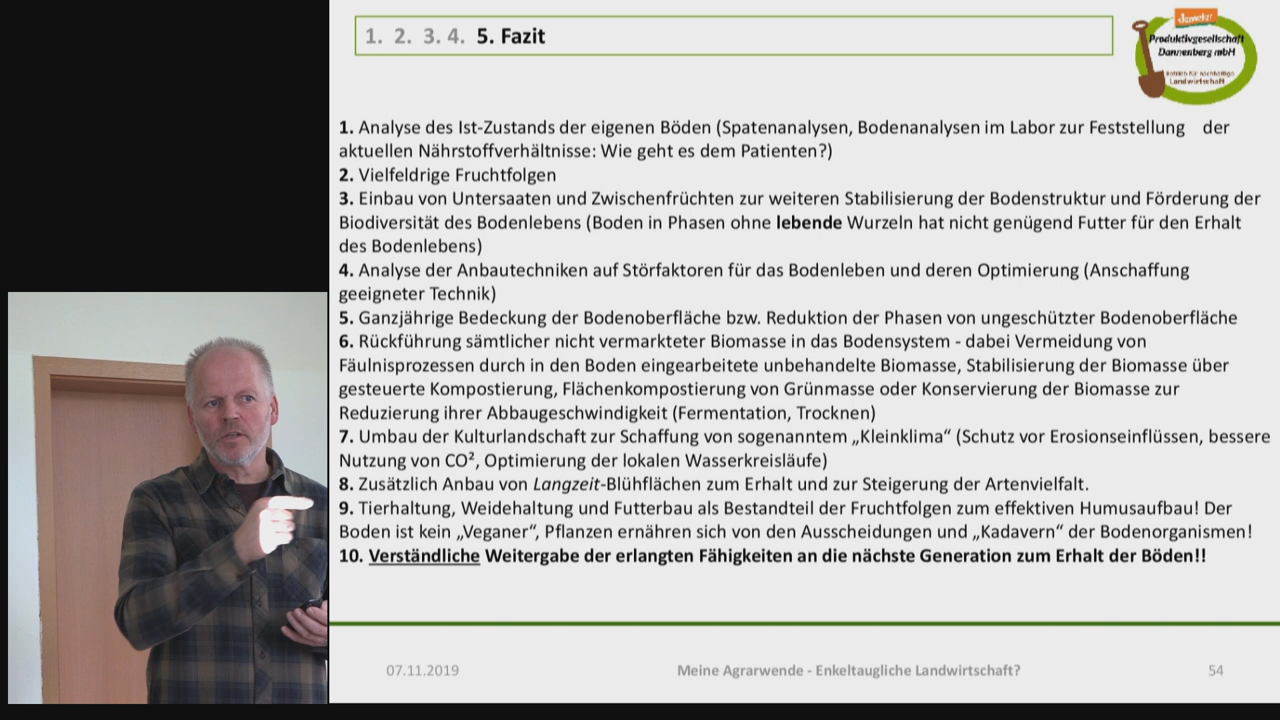 1. 2. 3. 4. 5. Fazit
Demeter
Produktivgesellschaft
Dannenberg mbH
Betrieb für nachhaltige
Landwirtschaft
1. Analyse des Ist-Zustands der eigenen Böden (Spatenanalysen, Bodenanalysen im Labor zur Feststellung der
aktuellen Nährstoffverhältnisse: Wie geht es dem Patienten?)
2. Vielfeldrige Fruchtfolgen
3. Einbau von Untersaaten und Zwischenfrüchten zur weiteren Stabilisierung der Bodenstruktur und Förderung der
Biodiversität des Bodenlebens (Boden in Phasen ohne lebende Wurzeln hat nicht genügend Futter für den Erhalt
des Bodenlebens)
4. Analyse der Anbautechniken auf Störfaktoren für das Bodenleben und deren Optimierung (Anschaffung
geeigneter Technik)
5. Ganzjährige Bedeckung der Bodenoberfläche bzw. Reduktion der Phasen von ungeschützter Bodenoberfläche
6. Rückführung sämtlicher nicht vermarkteter Biomasse in das Bodensystem - dabei Vermeidung von
Fäulnisprozessen durch in den Boden eingearbeitete unbehandelte Biomasse, Stabilisierung der Biomasse über
gesteuerte Kompostierung, Flächenkompostierung von Grünmasse oder Konservierung der Biomasse zur
Reduzierung ihrer Abbaugeschwindigkeit (Fermentation, Trocknen)
7. Umbau der Kulturlandschaft zur Schaffung von sogenanntem „Kleinklima“ (Schutz vor Erosionseinflüssen, bessere
Nutzung von CO², Optimierung der lokalen Wasserkreisläufe)
8. Zusätzlich Anbau von Langzeit-Blühflächen zum Erhalt und zur Steigerung der Artenvielfalt.
9. Tierhaltung, Weidehaltung und Futterbau als Bestandteil der Fruchtfolgen zum effektiven Humusaufbau! Der
Boden ist kein „Veganer“, Pflanzen ernähren sich von den Ausscheidungen und „Kadavern“ der Bodenorganismen!
10. Verständliche Weitergabe der erlangten Fähigkeiten an die nächste Generation zum Erhalt der Böden!!
07.11.2019
Meine Agrarwende - Enkeltaugliche Landwirtschaft?
54